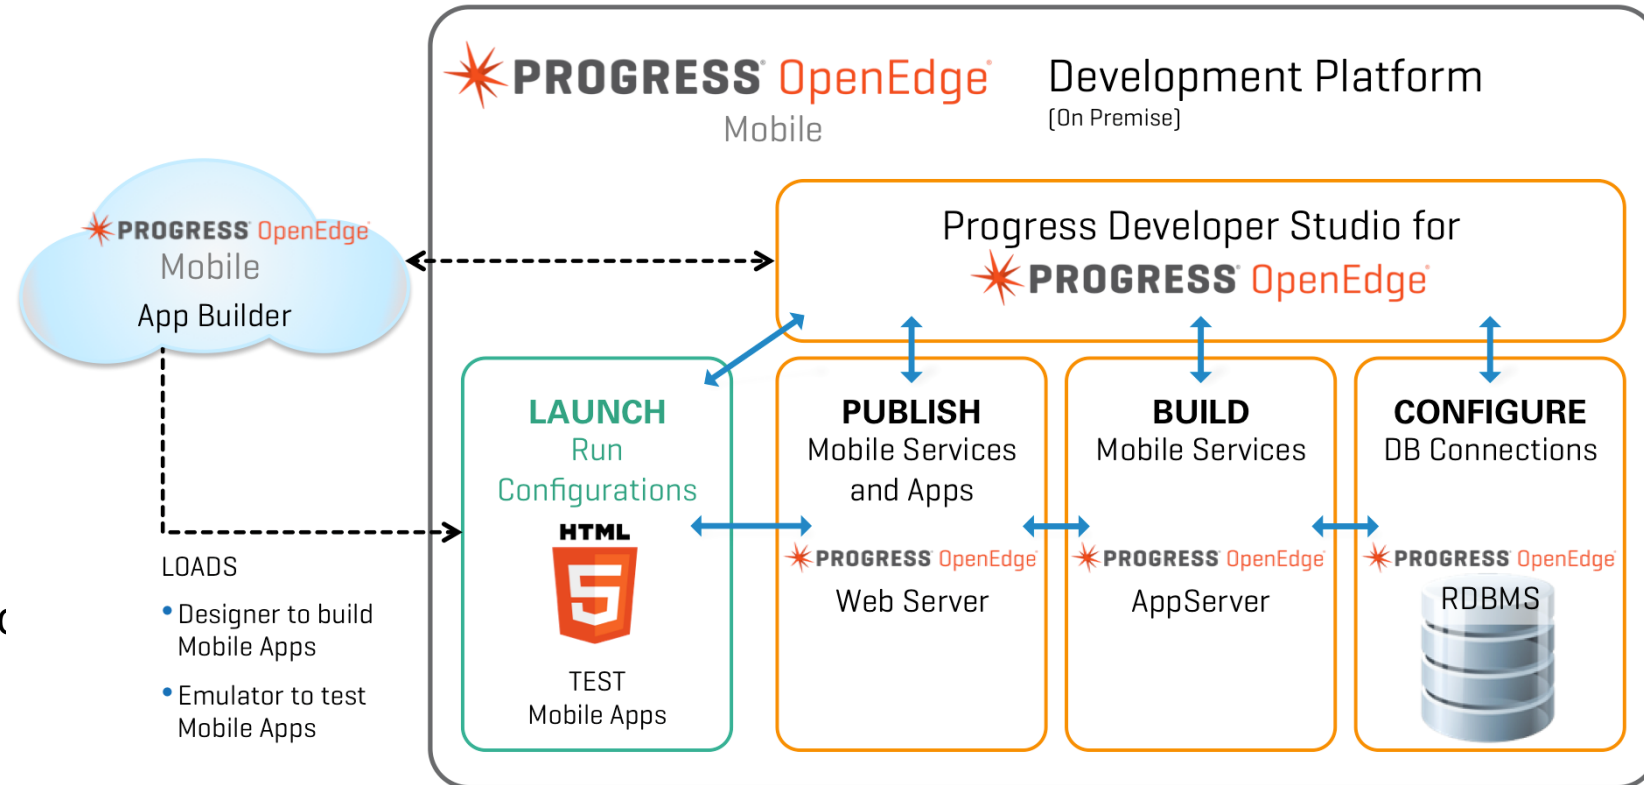 PROGRESS OpenEdge
Mobile
Development Platform
[On Premise]
PROGRESS OpenEdge
Mobile
App Builder
Progress Developer Studio for
PROGRESS OpenEdge
LAUNCH
Run
Configurations
HTML
5
TEST
Mobile Apps
PUBLISH
Mobile Services
and Apps
PROGRESS OpenEdge
Web Server
BUILD
Mobile Services
PROGRESS OpenEdge
AppServer
CONFIGURE
DB Connections
PROGRESS OpenEdge
RDBMS
LOADS
• Designer to build
Mobile Apps
• Emulator to test
Mobile Apps